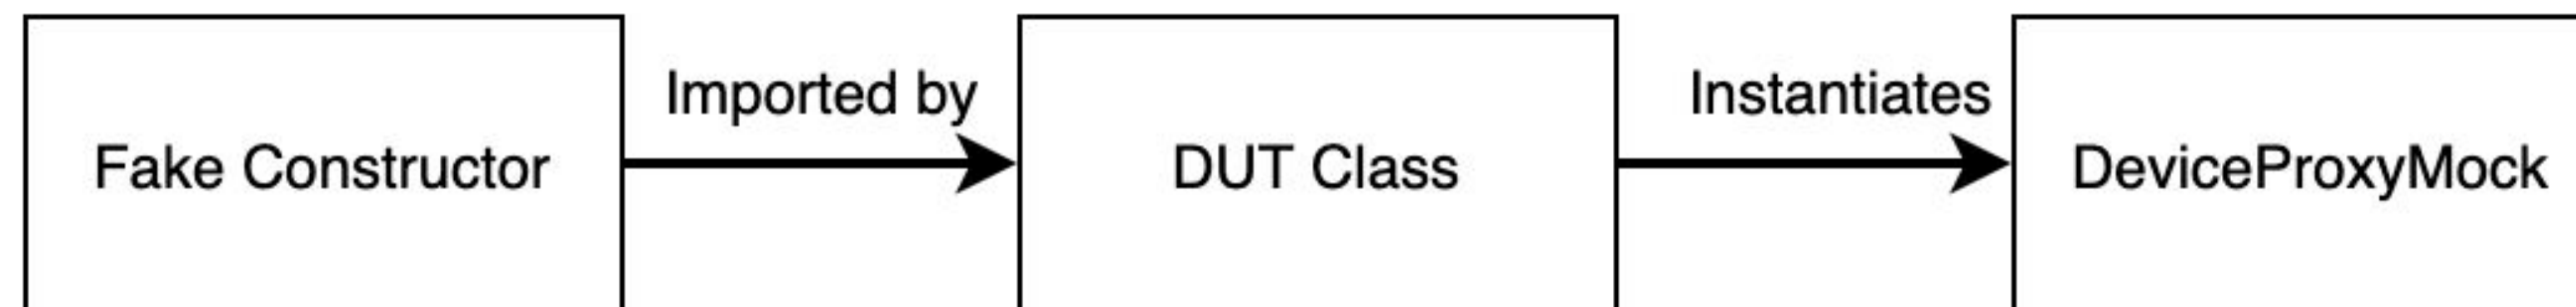 Imported by
Instantiates
Fake Constructor
DUT Class
DeviceProxyMock